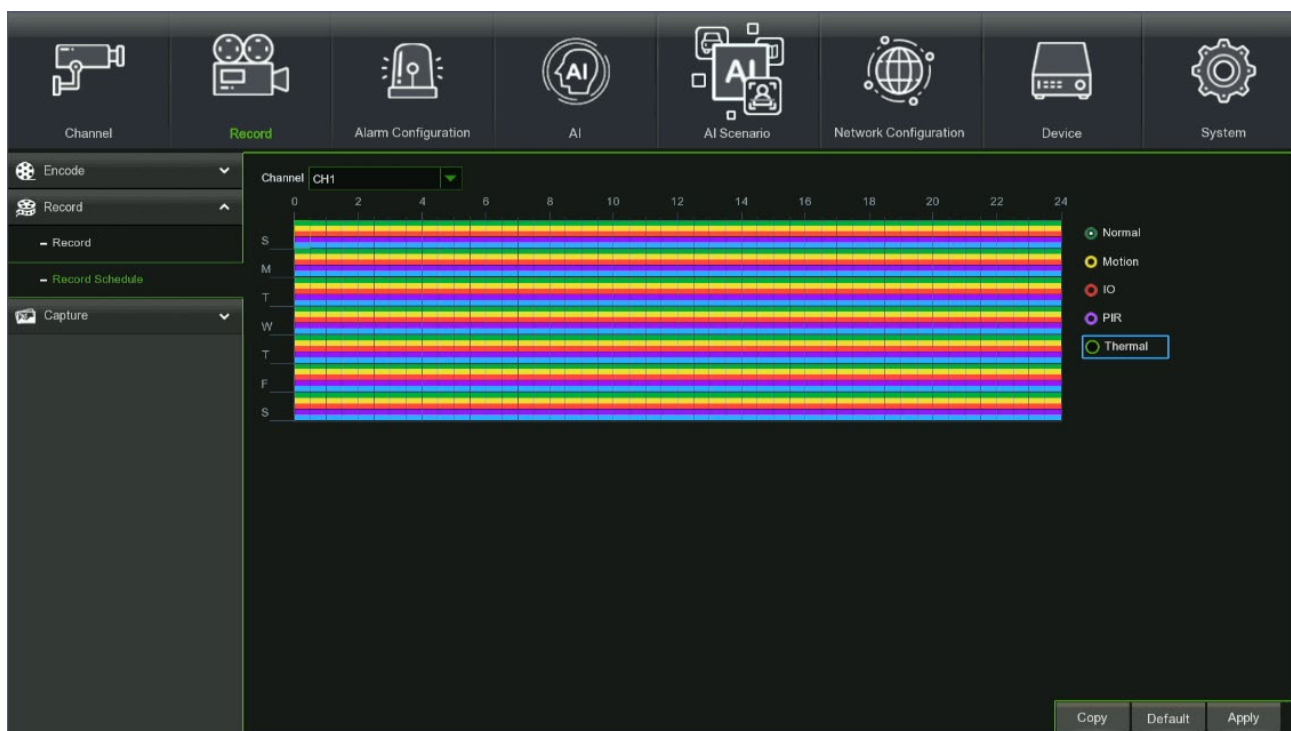 Channel Record Alarm Configuration AI AI Scenario Network Configuration Device System
Encode
Record
Record
Record Schedule
Capture
Channel CH1
0 2 4 6 8 10 12 14 16 18 20 22 24
S
M
T
W
T
F
S
Normal
Motion
IO
PIR
Thermal
Copy Default Apply